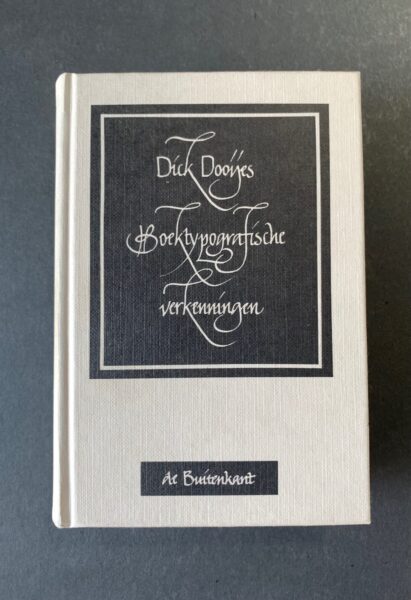 Dick Dooijes
Boektypografische
verkenningen
de Buitenkant